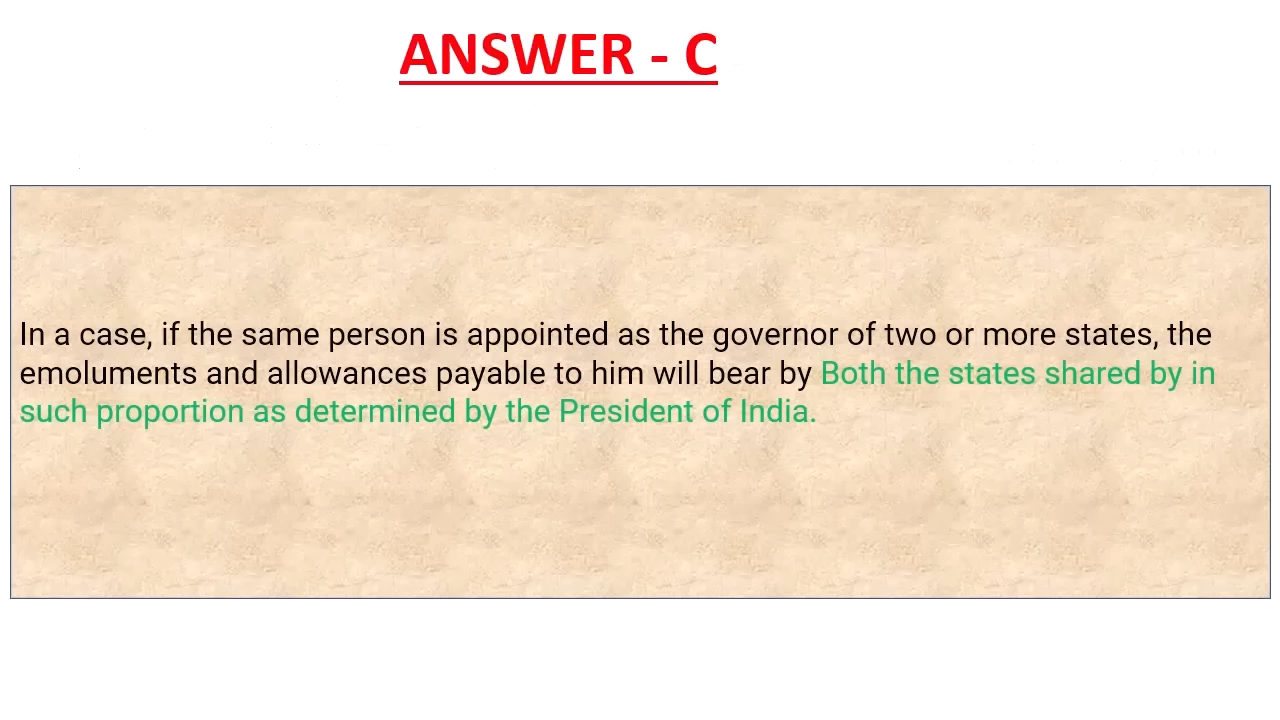 ANSWER - C
In a case, if the same person is appointed as the governor of two or more states, the
emoluments and allowances payable to him will bear by Both the states shared by in
such proportion as determined by the President of India.